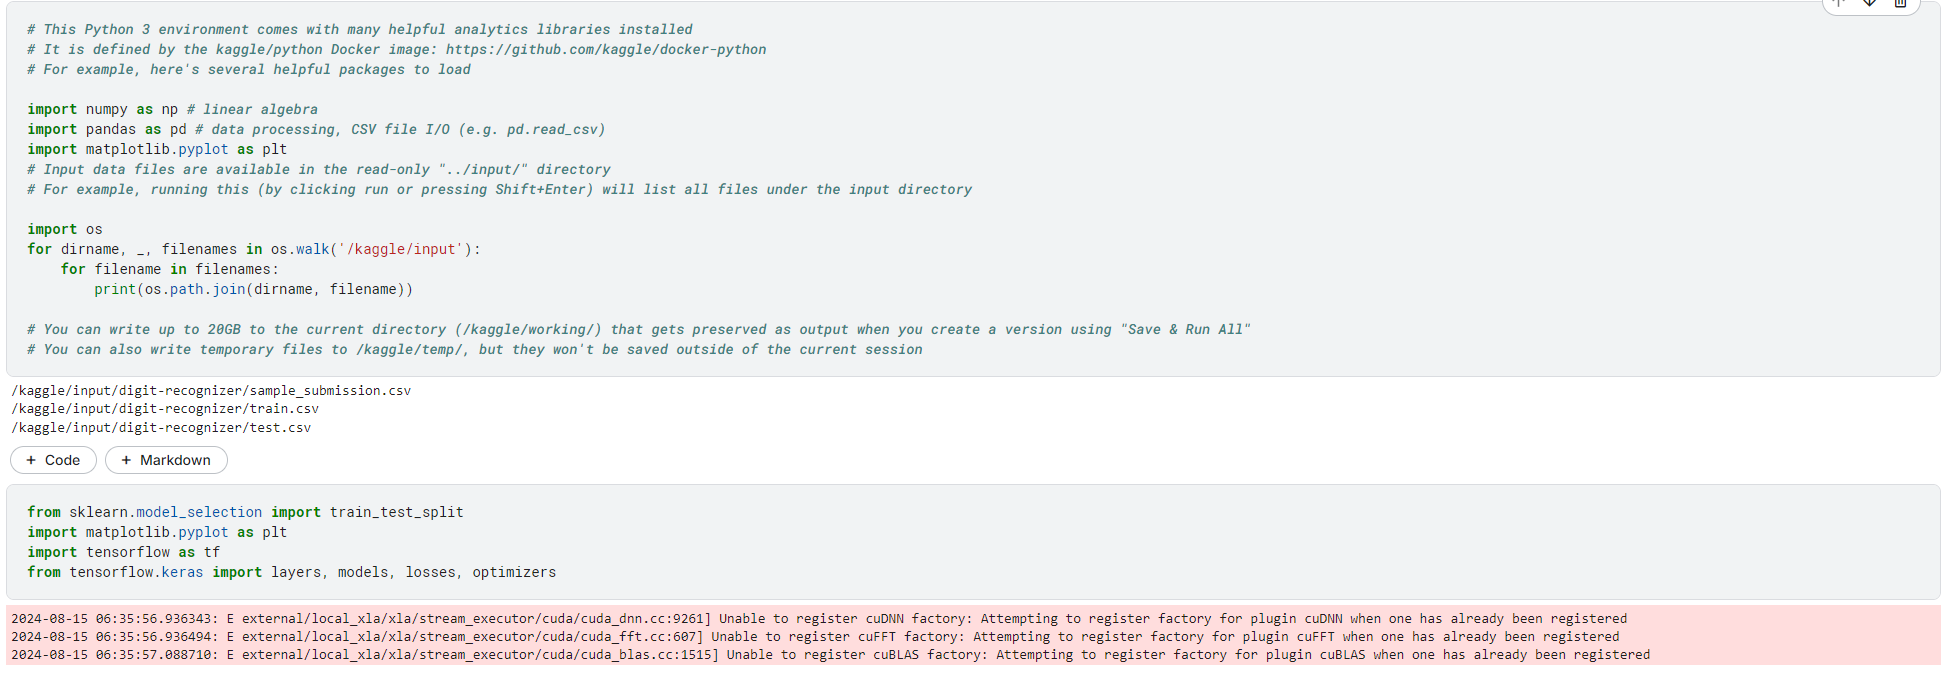 # This Python 3 environment comes with many helpful analytics libraries installed
# It is defined by the kaggle/python Docker image: https://github.com/kaggle/docker-python
# For example, here's several helpful packages to load
import numpy as np # linear algebra
import pandas as pd # data processing, CSV file I/O (e.g. pd.read_csv)
import matplotlib.pyplot as plt
# Input data files are available in the read-only "../input/" directory
# For example, running this (by clicking run or pressing Shift+Enter) will list all files under the input directory
import os
for dirname, _, filenames in os.walk('/kaggle/input'):
    for filename in filenames:
        print(os.path.join(dirname, filename))
# You can write up to 20GB to the current directory (/kaggle/working/) that gets preserved as output when you create a version using "Save & Run All"
# You can also write temporary files to /kaggle/temp/, but they won't be saved outside of the current session
/kaggle/input/digit-recognizer/sample_submission.csv
/kaggle/input/digit-recognizer/train.csv
/kaggle/input/digit-recognizer/test.csv
+ Code + Markdown
from sklearn.model_selection import train_test_split
import matplotlib.pyplot as plt
import tensorflow as tf
from tensorflow.keras import layers, models, losses, optimizers
2024-08-15 06:35:56.936343: E external/local_xla/xla/stream_executor/cuda/cuda_dnn.cc:9261] Unable to register cuDNN factory: Attempting to register factory for plugin cuDNN when one has already been registered
2024-08-15 06:35:56.936494: E external/local_xla/xla/stream_executor/cuda/cuda_fft.cc:607] Unable to register cuFFT factory: Attempting to register factory for plugin cuFFT when one has already been registered
2024-08-15 06:35:57.088710: E external/local_xla/xla/stream_executor/cuda/cuda_blas.cc:1515] Unable to register cuBLAS factory: Attempting to register factory for plugin cuBLAS when one has already been registered